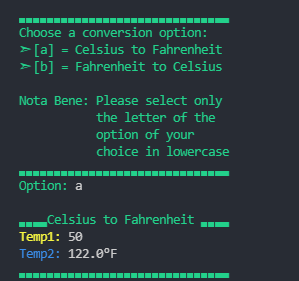 Choose a conversion option:
➣[a] = Celsius to Fahrenheit
➣[b] = Fahrenheit to Celsius
Nota Bene: Please select only
the letter of the
option of your
choice in lowercase
Option: a
▄▄▄▄Celsius to Fahrenheit ▄▄▄▄
Temp1: 50
Temp2: 122.0°F